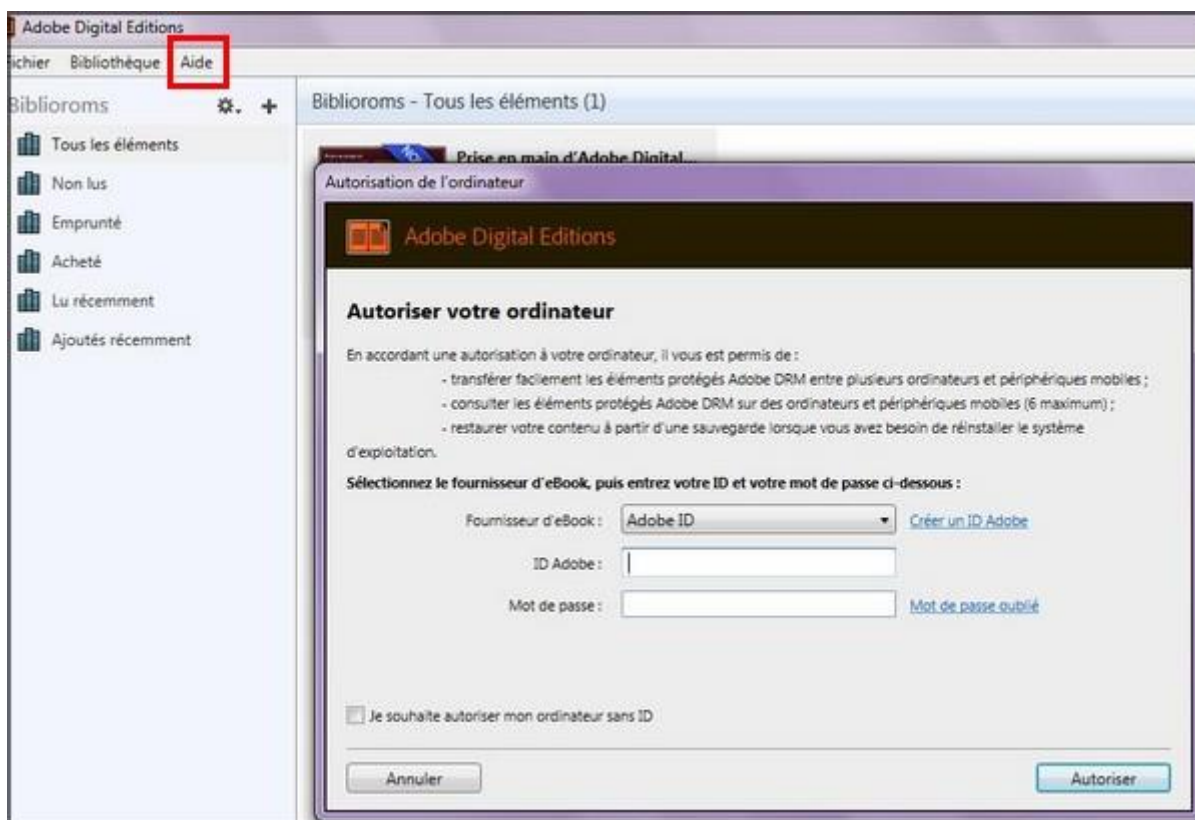 Adobe Digital Editions
ichier Bibliothèque Aide
Biblioroms
Biblioroms - Tous les éléments (1)
Tous les éléments
Non lus
Emprunté
Acheté
Lu récemment
Ajoutés récemment
Prise en main d'Adobe Digital...
Autorisation de l'ordinateur
Adobe Digital Editions
Autoriser votre ordinateur
En accordant une autorisation à votre ordinateur, il vous est permis de :
- transférer facilement les éléments protégés Adobe DRM entre plusieurs ordinateurs et périphériques mobiles ;
- consulter les éléments protégés Adobe DRM sur des ordinateurs et périphériques mobiles (6 maximum) ;
- restaurer votre contenu à partir d'une sauvegarde lorsque vous avez besoin de réinstaller le système
d'exploitation.
Sélectionnez le fournisseur d'eBook, puis entrez votre ID et votre mot de passe ci-dessous :
Fournisseur d'eBook : Adobe ID Créer un ID Adobe
ID Adobe :
Mot de passe : Mot de passe oublié
Je souhaite autoriser mon ordinateur sans ID
Annuler Autoriser